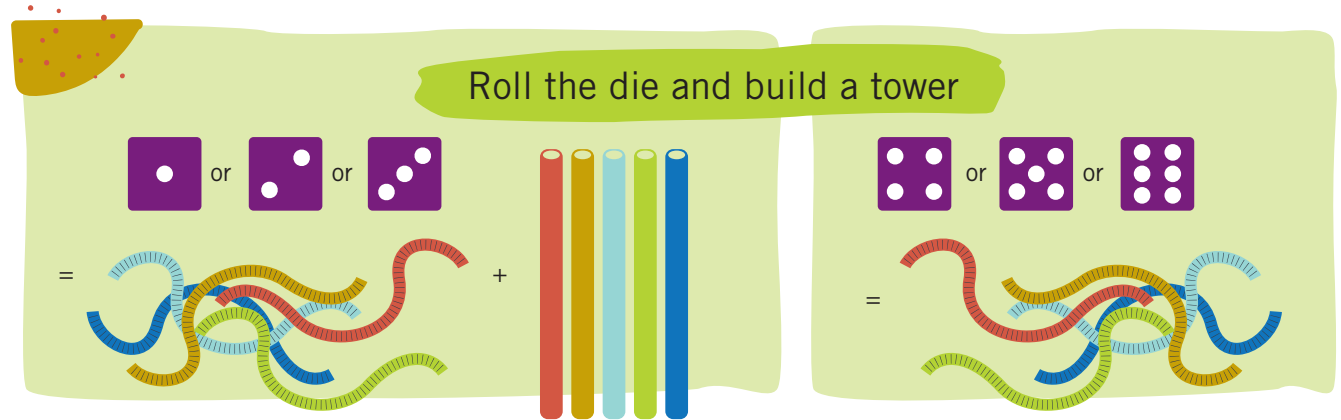 Roll the die and build a tower
or or
or or
= +
=